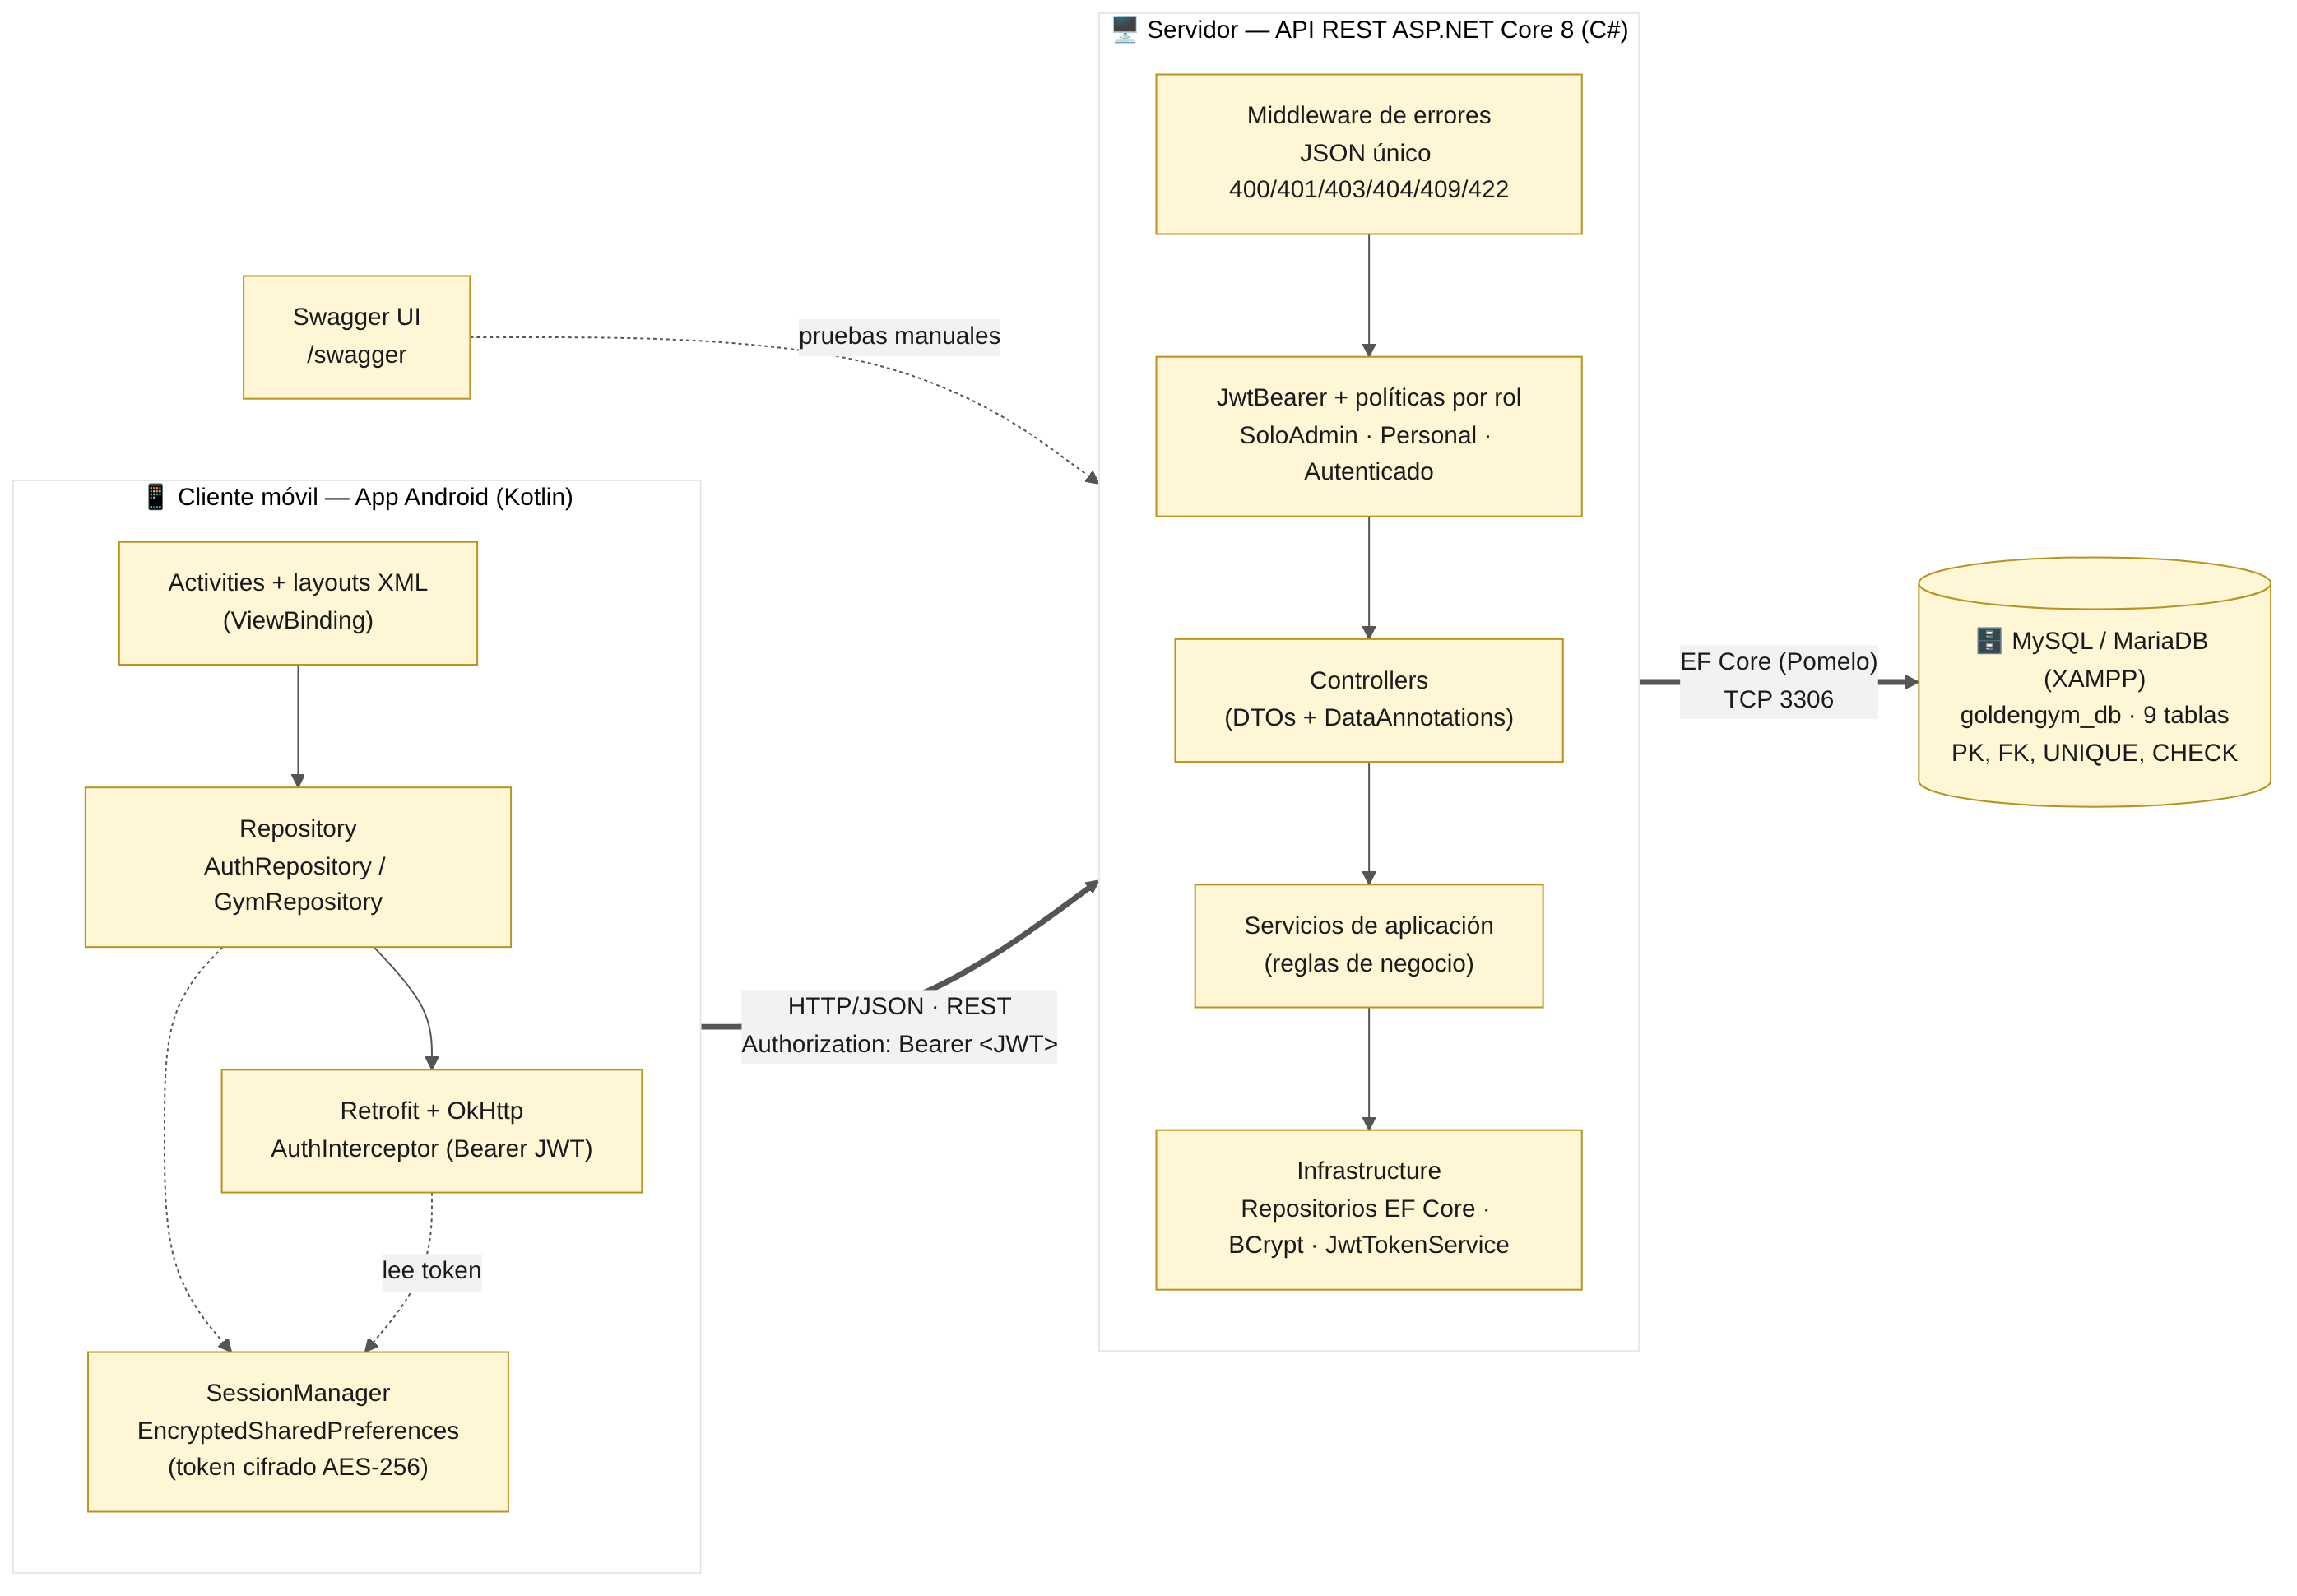 Swagger UI
/swagger
pruebas manuales
📱 Cliente móvil — App Android (Kotlin)
Activities + layouts XML
(ViewBinding)
Repository
AuthRepository /
GymRepository
Retrofit + OkHttp
AuthInterceptor (Bearer JWT)
lee token
SessionManager
EncryptedSharedPreferences
(token cifrado AES-256)
HTTP/JSON · REST
Authorization: Bearer <JWT>
🖥️ Servidor — API REST ASP.NET Core 8 (C#)
Middleware de errores
JSON único
400/401/403/404/409/422
JwtBearer + políticas por rol
SoloAdmin · Personal ·
Autenticado
Controllers
(DTOs + DataAnnotations)
Servicios de aplicación
(reglas de negocio)
Infrastructure
Repositorios EF Core ·
BCrypt · JwtTokenService
EF Core (Pomelo)
TCP 3306
🗄️ MySQL / MariaDB
(XAMPP)
goldengym_db · 9 tablas
PK, FK, UNIQUE, CHECK